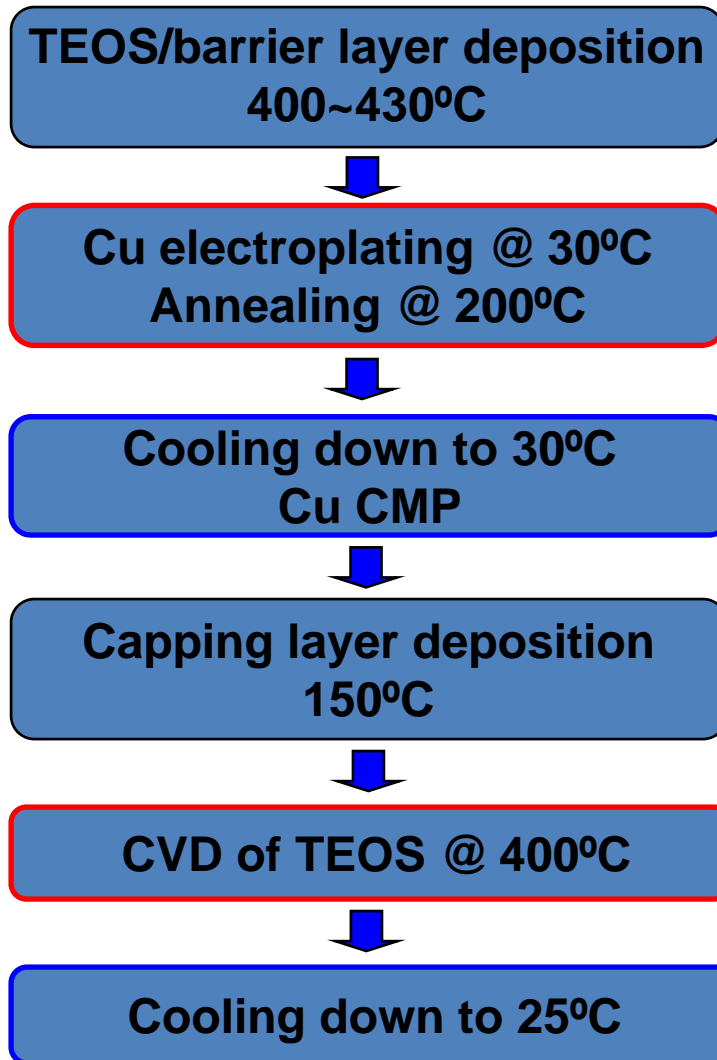 TEOS/barrier layer deposition
400~430ºC
Cu electroplating @ 30ºC
Annealing @ 200ºC
Cooling down to 30ºC
Cu CMP
Capping layer deposition
150ºC
CVD of TEOS @ 400ºC
Cooling down to 25ºC